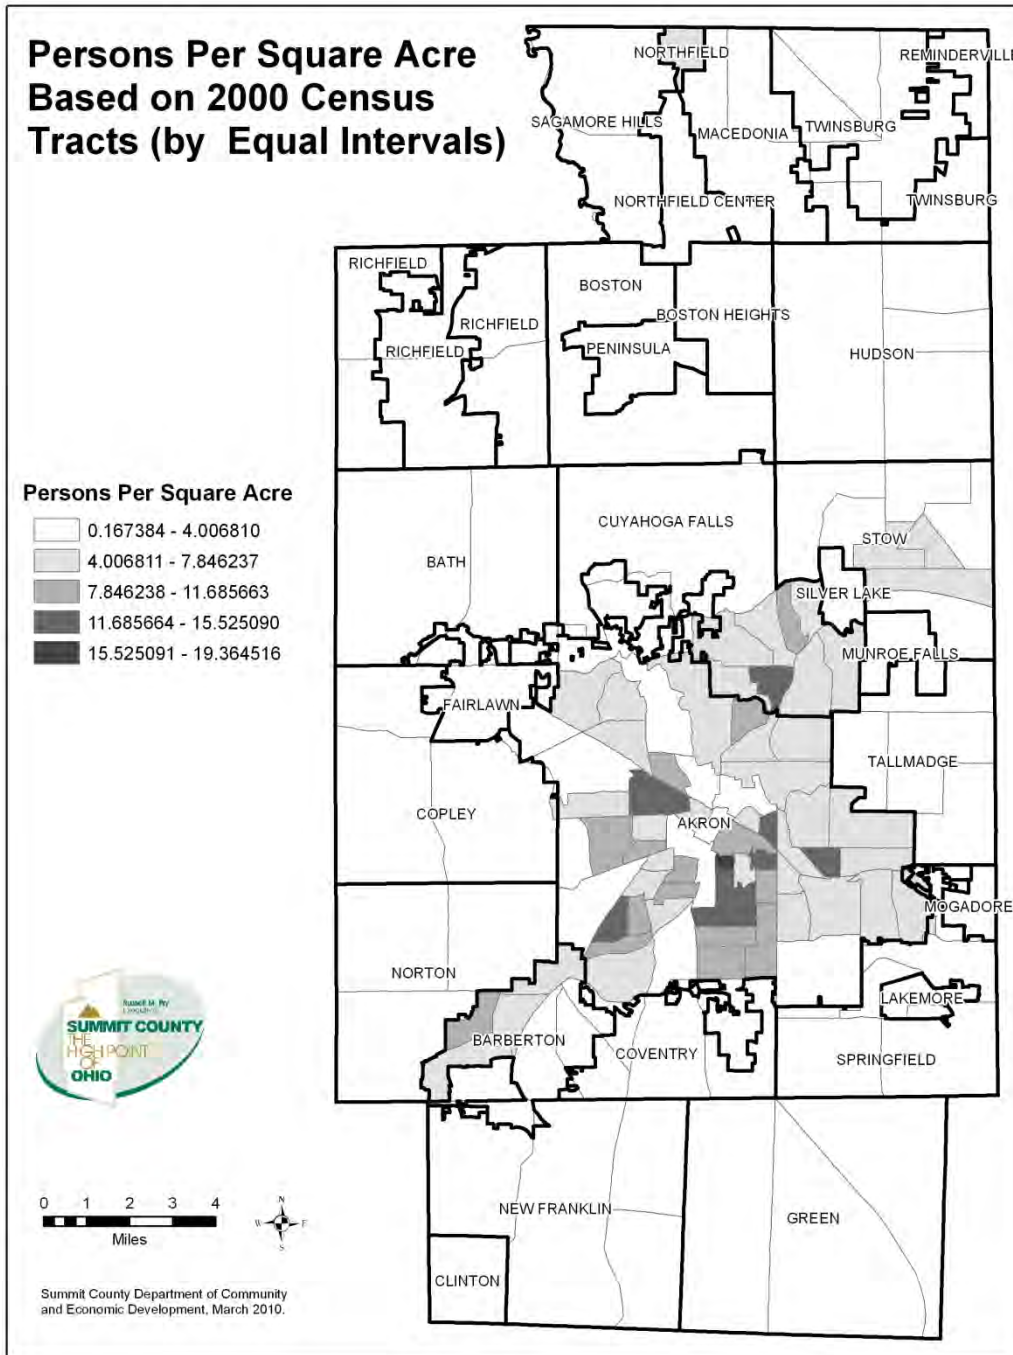 Persons Per Square Acre
Based on 2000 Census
Tracts (by Equal Intervals)
NORTHFIELD
REMINDERVILLE
SAGAMORE HILLS
MACEDONIA
TWINSBURG
NORTHFIELD CENTER
TWINSBURG
RICHFIELD
BOSTON
RICHFIELD
BOSTON HEIGHTS
RICHFIELD
PENINSULA
HUDSON
Persons Per Square Acre
0.167384 - 4.006810
4.006811 - 7.846237
7.846238 - 11.685663
11.685664 - 15.525090
15.525091 - 19.364516
CUYAHOGA FALLS
STOW
BATH
SILVER LAKE
MUNROE FALLS
FAIRLAWN
TALLMADGE
COPLEY
AKRON
MOGADORE
NORTON
LAKEMORE
BARBERTON
COVENTRY
SPRINGFIELD
SUMMIT COUNTY
THE
HIGH POINT
OF
OHIO
0 1 2 3 4
Miles
N
W E
S
NEW FRANKLIN
GREEN
CLINTON
Summit County Department of Community
and Economic Development, March 2010.